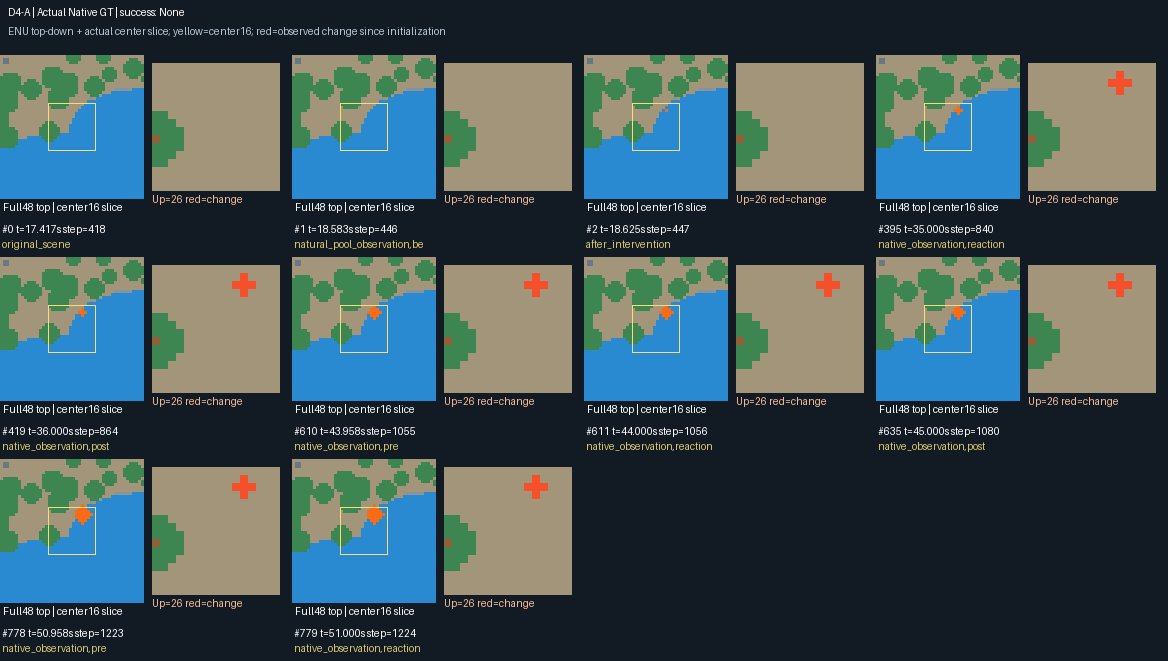 D4-A | Actual Native GT | success: None
ENU top-down + actual center slice; yellow=center16; red=observed change since initialization
Up=26 red=change
Up=26 red=change
Up=26 red=change
Up=26 red=change
Full48 top | center16 slice
Full48 top | center16 slice
Full48 top | center16 slice
Full48 top | center16 slice
#0 t=17.417s step=418
#1 t=18.583s step=446
#2 t=18.625s step=447
#395 t=35.000s step=840
original_scene
natural_pool_observation,be
after_intervention
native_observation,reaction
Up=26 red=change
Up=26 red=change
Up=26 red=change
Up=26 red=change
Full48 top | center16 slice
Full48 top | center16 slice
Full48 top | center16 slice
Full48 top | center16 slice
#419 t=36.000s step=864
#610 t=43.958s step=1055
#611 t=44.000s step=1056
#635 t=45.000s step=1080
native_observation,post
native_observation,pre
native_observation,reaction
native_observation,post
Up=26 red=change
Up=26 red=change
Full48 top | center16 slice
Full48 top | center16 slice
#778 t=50.958s step=1223
#779 t=51.000s step=1224
native_observation,pre
native_observation,reaction